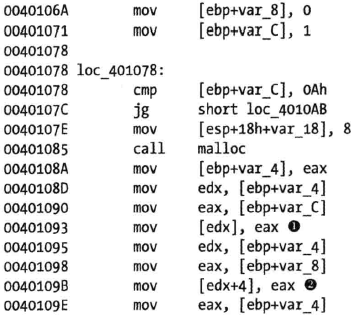 0040106A mov [ebp+var_8], 0
00401071 mov [ebp+var_C], 1
00401078
00401078 loc_401078:
00401078 cmp [ebp+var_C], 0Ah
0040107C jg short loc_4010AB
0040107E mov [esp+18h+var_18], 8
00401085 call malloc
0040108A mov [ebp+var_4], eax
0040108D mov edx, [ebp+var_4]
00401090 mov eax, [ebp+var_C]
00401093 mov [edx], eax ❶
00401095 mov edx, [ebp+var_4]
00401098 mov eax, [ebp+var_8]
0040109B mov [edx+4], eax ❷
0040109E mov eax, [ebp+var_4]